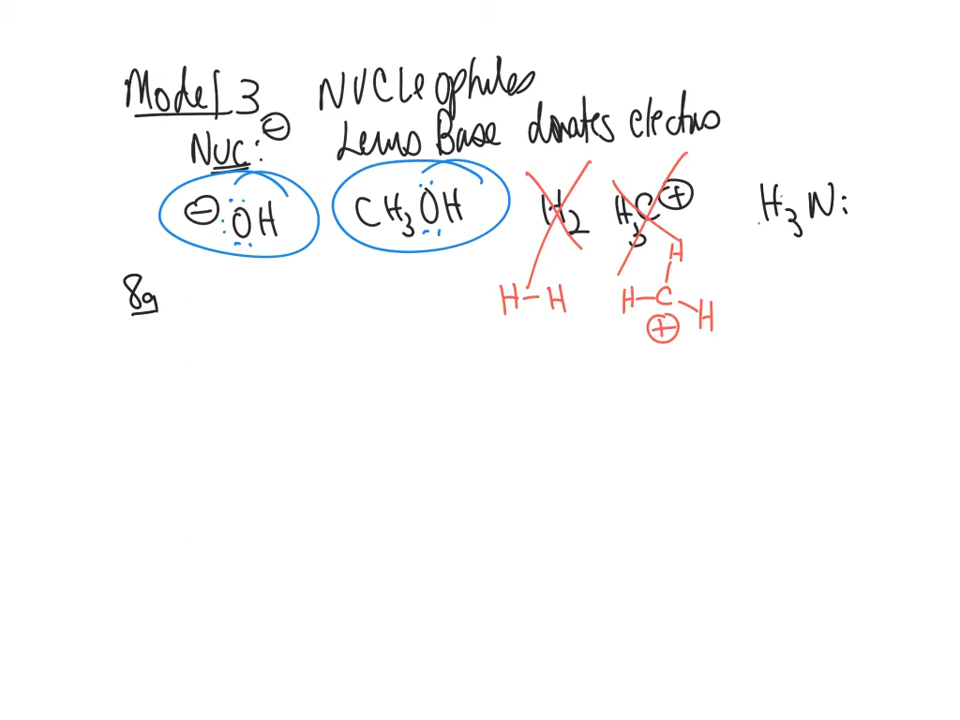 Model 3 NUCleophiles
Nuc:⊖ Lewis Base donates electrons
⊖:OH CH3OH H2 H3C⊕ H3N:
H
8a H-H H-C H
⊕